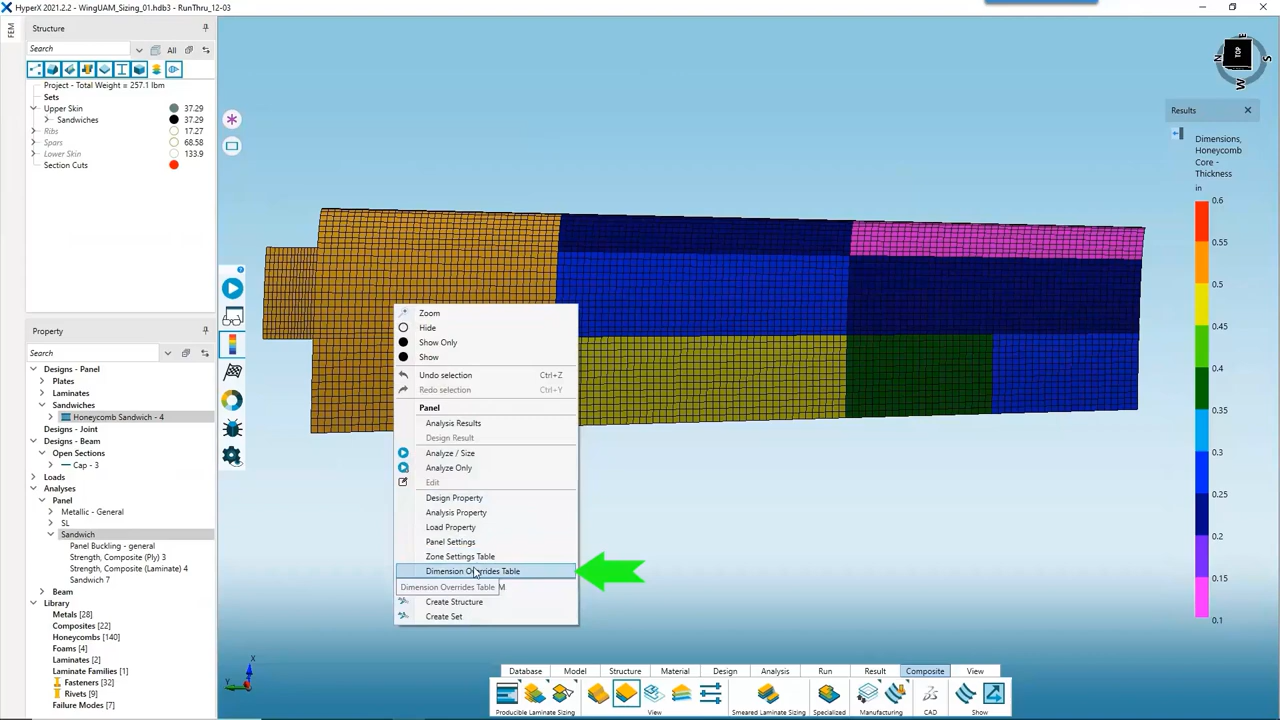 HyperX 2021.2.2 - WingUAM_Sizing_01.hdb3 - RunThru_12-03
FEM
Structure
Search
All
Project - Total Weight = 257.1 lbm
Sets
Upper Skin 37.29
Sandwiches 37.29
Ribs 17.27
Spars 68.58
Lower Skin 133.9
Section Cuts
Property
Search
Designs - Panel
Plates
Laminates
Sandwiches
Honeycomb Sandwich - 4
Designs - Joint
Designs - Beam
Open Sections
Cap - 3
Loads
Analyses
Panel
Metallic - General
SL
Sandwich
Panel Buckling - general
Strength, Composite (Ply) 3
Strength, Composite (Laminate) 4
Sandwich 7
Beam
Library
Metals [28]
Composites [22]
Honeycombs [140]
Foams [4]
Laminates [2]
Laminate Families [1]
Fasteners [32]
Rivets [9]
Failure Modes [7]
Zoom
Hide
Show Only
Show
Undo selection Ctrl+Z
Redo selection Ctrl+Y
Panel
Analysis Results
Design Result
Analyze / Size
Analyze Only
Edit
Design Property
Analysis Property
Load Property
Panel Settings
Zone Settings Table
Dimension Overrides Table
Dimension Overrides Table M
Create Structure
Create Set
TOP
E
N
S
W
Results
Dimensions,
Honeycomb
Core -
Thickness
in
0.6
0.55
0.5
0.45
0.4
0.35
0.3
0.25
0.2
0.15
0.1
X
Y
Database Model Structure Material Design Analysis Run Result Composite View
Producible Laminate Sizing View Smeared Laminate Sizing Specialized Manufacturing CAD Show